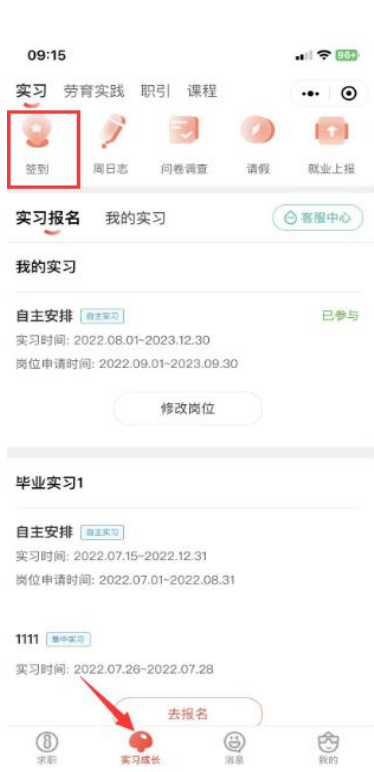 09:15 96
实习 劳育实践 职引 课程
签到 周日志 问卷调查 请假 就业上报
实习报名 我的实习 客服中心
我的实习
自主安排 自主实习 已参与
实习时间: 2022.08.01~2023.12.30
岗位申请时间: 2022.09.01~2023.09.30
修改岗位
毕业实习1
自主安排 自主实习
实习时间: 2022.07.15~2022.12.31
岗位申请时间: 2022.07.01~2022.08.31
1111 集中实习
实习时间: 2022.07.26~2022.07.28
去报名
求职 实习成长 消息 我的